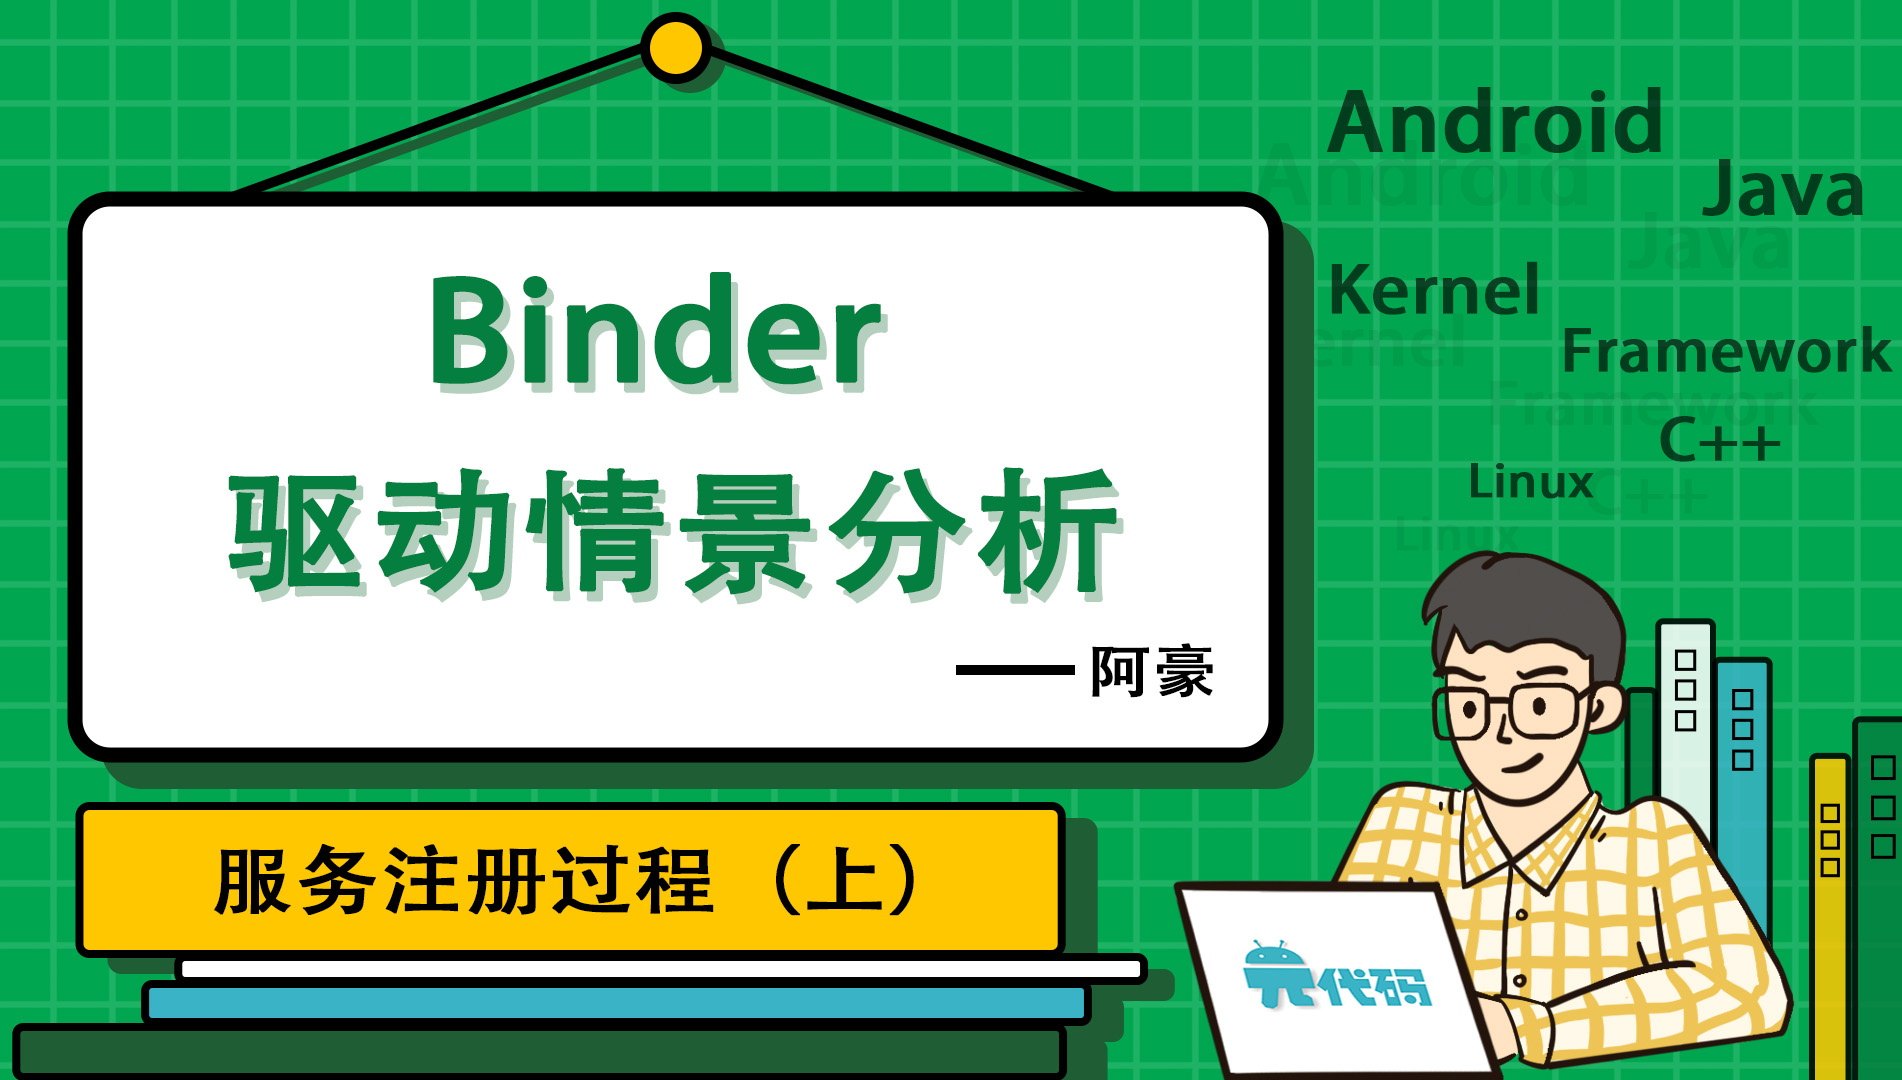 Binder
驱动情景分析
——阿豪
服务注册过程（上）
Android
Java
Kernel
Framework
C++
Linux
元代码